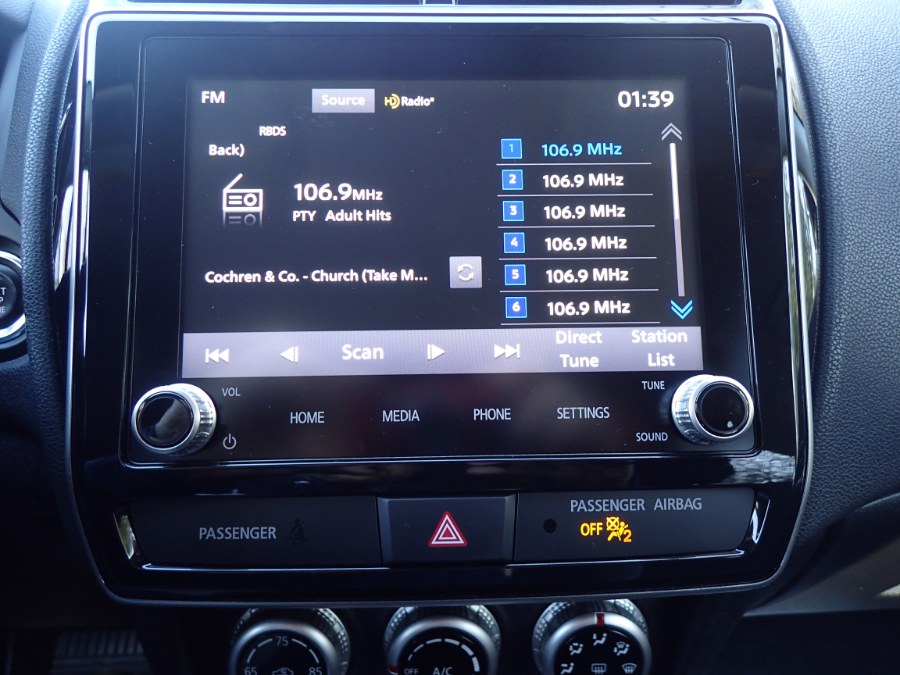 FM
Source
HD Radio
01:39
RBDS
Back)
106.9 MHz
PTY Adult Hits
Cochren & Co. - Church (Take M...
1 106.9 MHz
2 106.9 MHz
3 106.9 MHz
4 106.9 MHz
5 106.9 MHz
6 106.9 MHz
Scan
Direct Tune
Station List
VOL
HOME
MEDIA
PHONE
SETTINGS
TUNE
SOUND
PASSENGER
PASSENGER AIRBAG
OFF
2
75
65
85
OFF
A/C